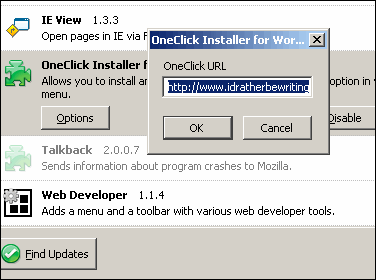 IE View 1.3.3
Open pages in IE via F
OneClick Installer for Wor...
OneClick Installer f
Allows you to install an
option in y
menu.
OneClick URL
http://www.idratherbewriting
OK
Cancel
Options
Disable
Talkback 2.0.0.7
Sends information about program crashes to Mozilla.
Web Developer 1.1.4
Adds a menu and a toolbar with various web developer tools.
Find Updates